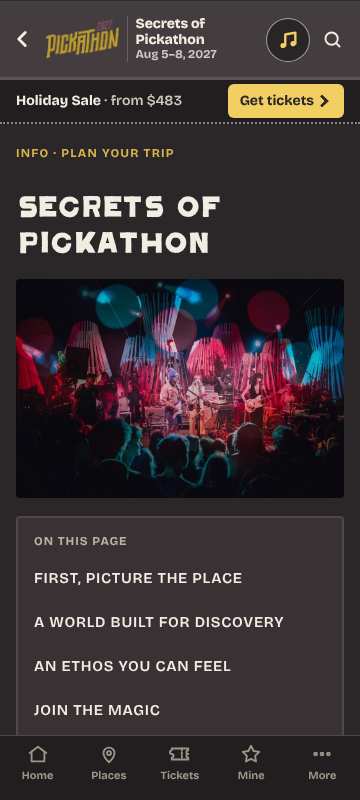 2027
PICKATHON
Secrets of
Pickathon
Aug 5–8, 2027
Holiday Sale · from $483
Get tickets
INFO · PLAN YOUR TRIP
SECRETS OF
PICKATHON
ON THIS PAGE
FIRST, PICTURE THE PLACE
A WORLD BUILT FOR DISCOVERY
AN ETHOS YOU CAN FEEL
JOIN THE MAGIC
Home
Places
Tickets
Mine
More